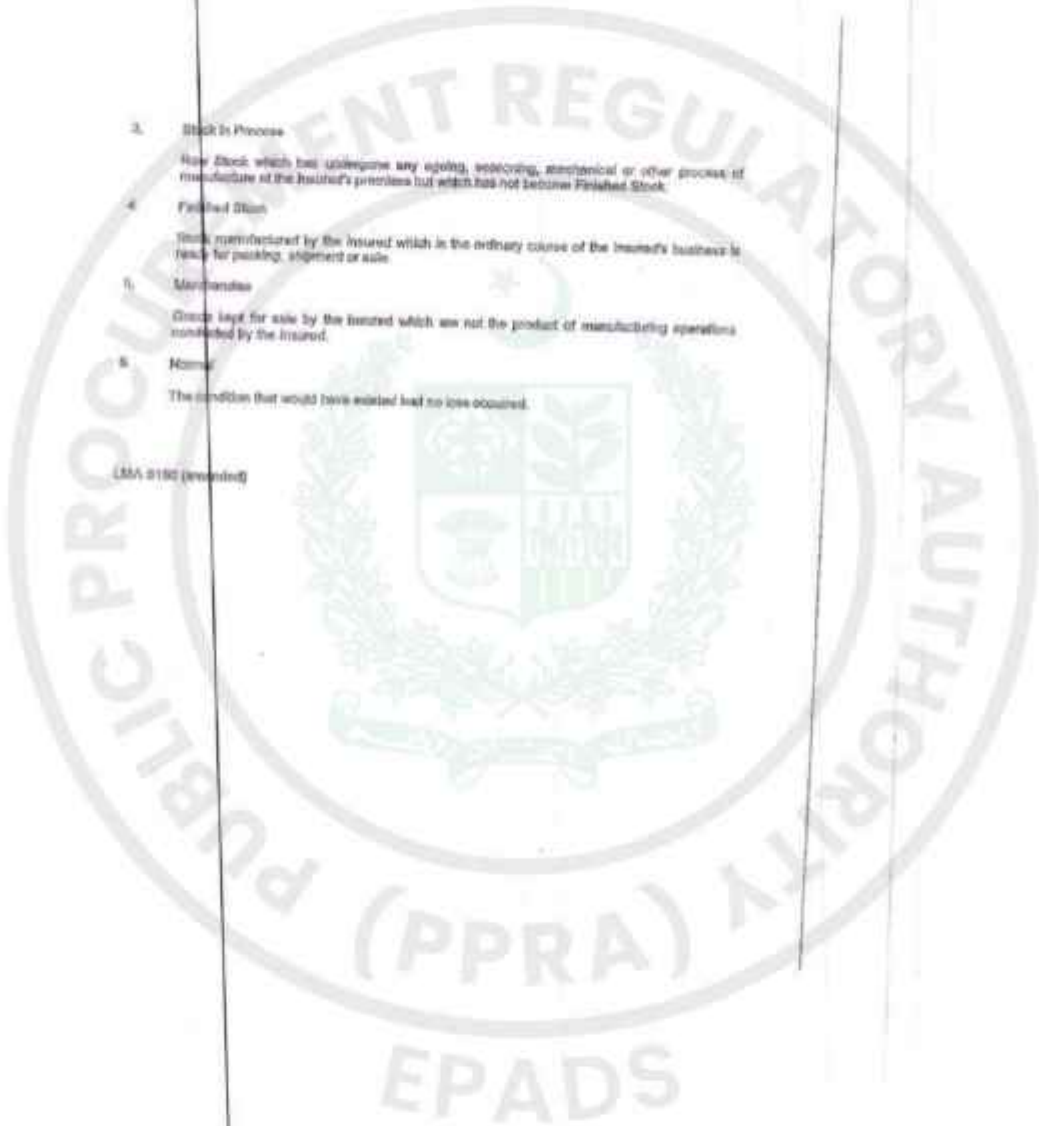 3.
Stock In Process
Raw Stock which has undergone any ageing, seasoning, mechanical or other process of
manufacture at the Insured's premises but which has not become Finished Stock
4
Finished Stock
Stock manufactured by the insured which in the ordinary course of the Insured's business is
ready for packing, shipment or sale.
5.
Merchandise
Goods kept for sale by the Insured which are not the product of manufacturing operations
conducted by the Insured.
6
Normal
The condition that would have existed had no loss occurred.
(amended)
PUBLIC PROCUREMENT REGULATORY AUTHORITY
(PPRA)
EPADS